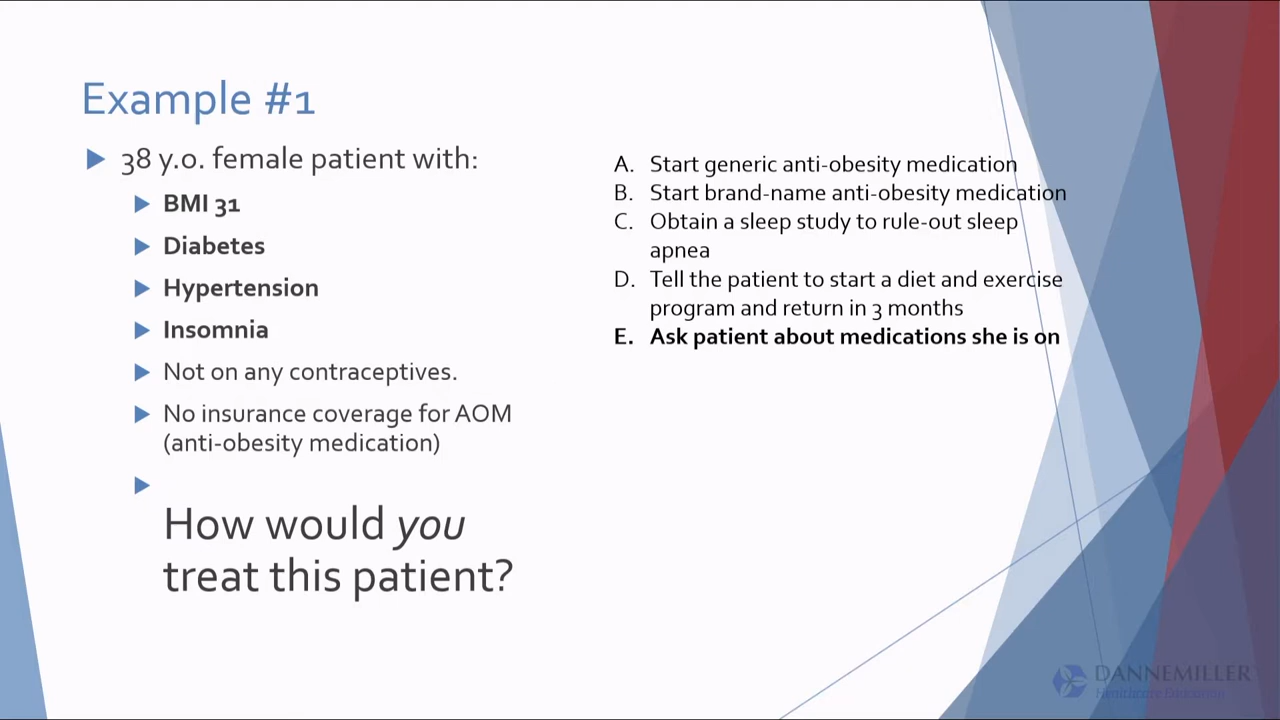 Example #1
38 y.o. female patient with:
BMI 31
Diabetes
Hypertension
Insomnia
Not on any contraceptives.
No insurance coverage for AOM
(anti-obesity medication)
How would you
treat this patient?
A. Start generic anti-obesity medication
B. Start brand-name anti-obesity medication
C. Obtain a sleep study to rule-out sleep
apnea
D. Tell the patient to start a diet and exercise
program and return in 3 months
E. Ask patient about medications she is on
DANNEMILLER
Healthcare Education